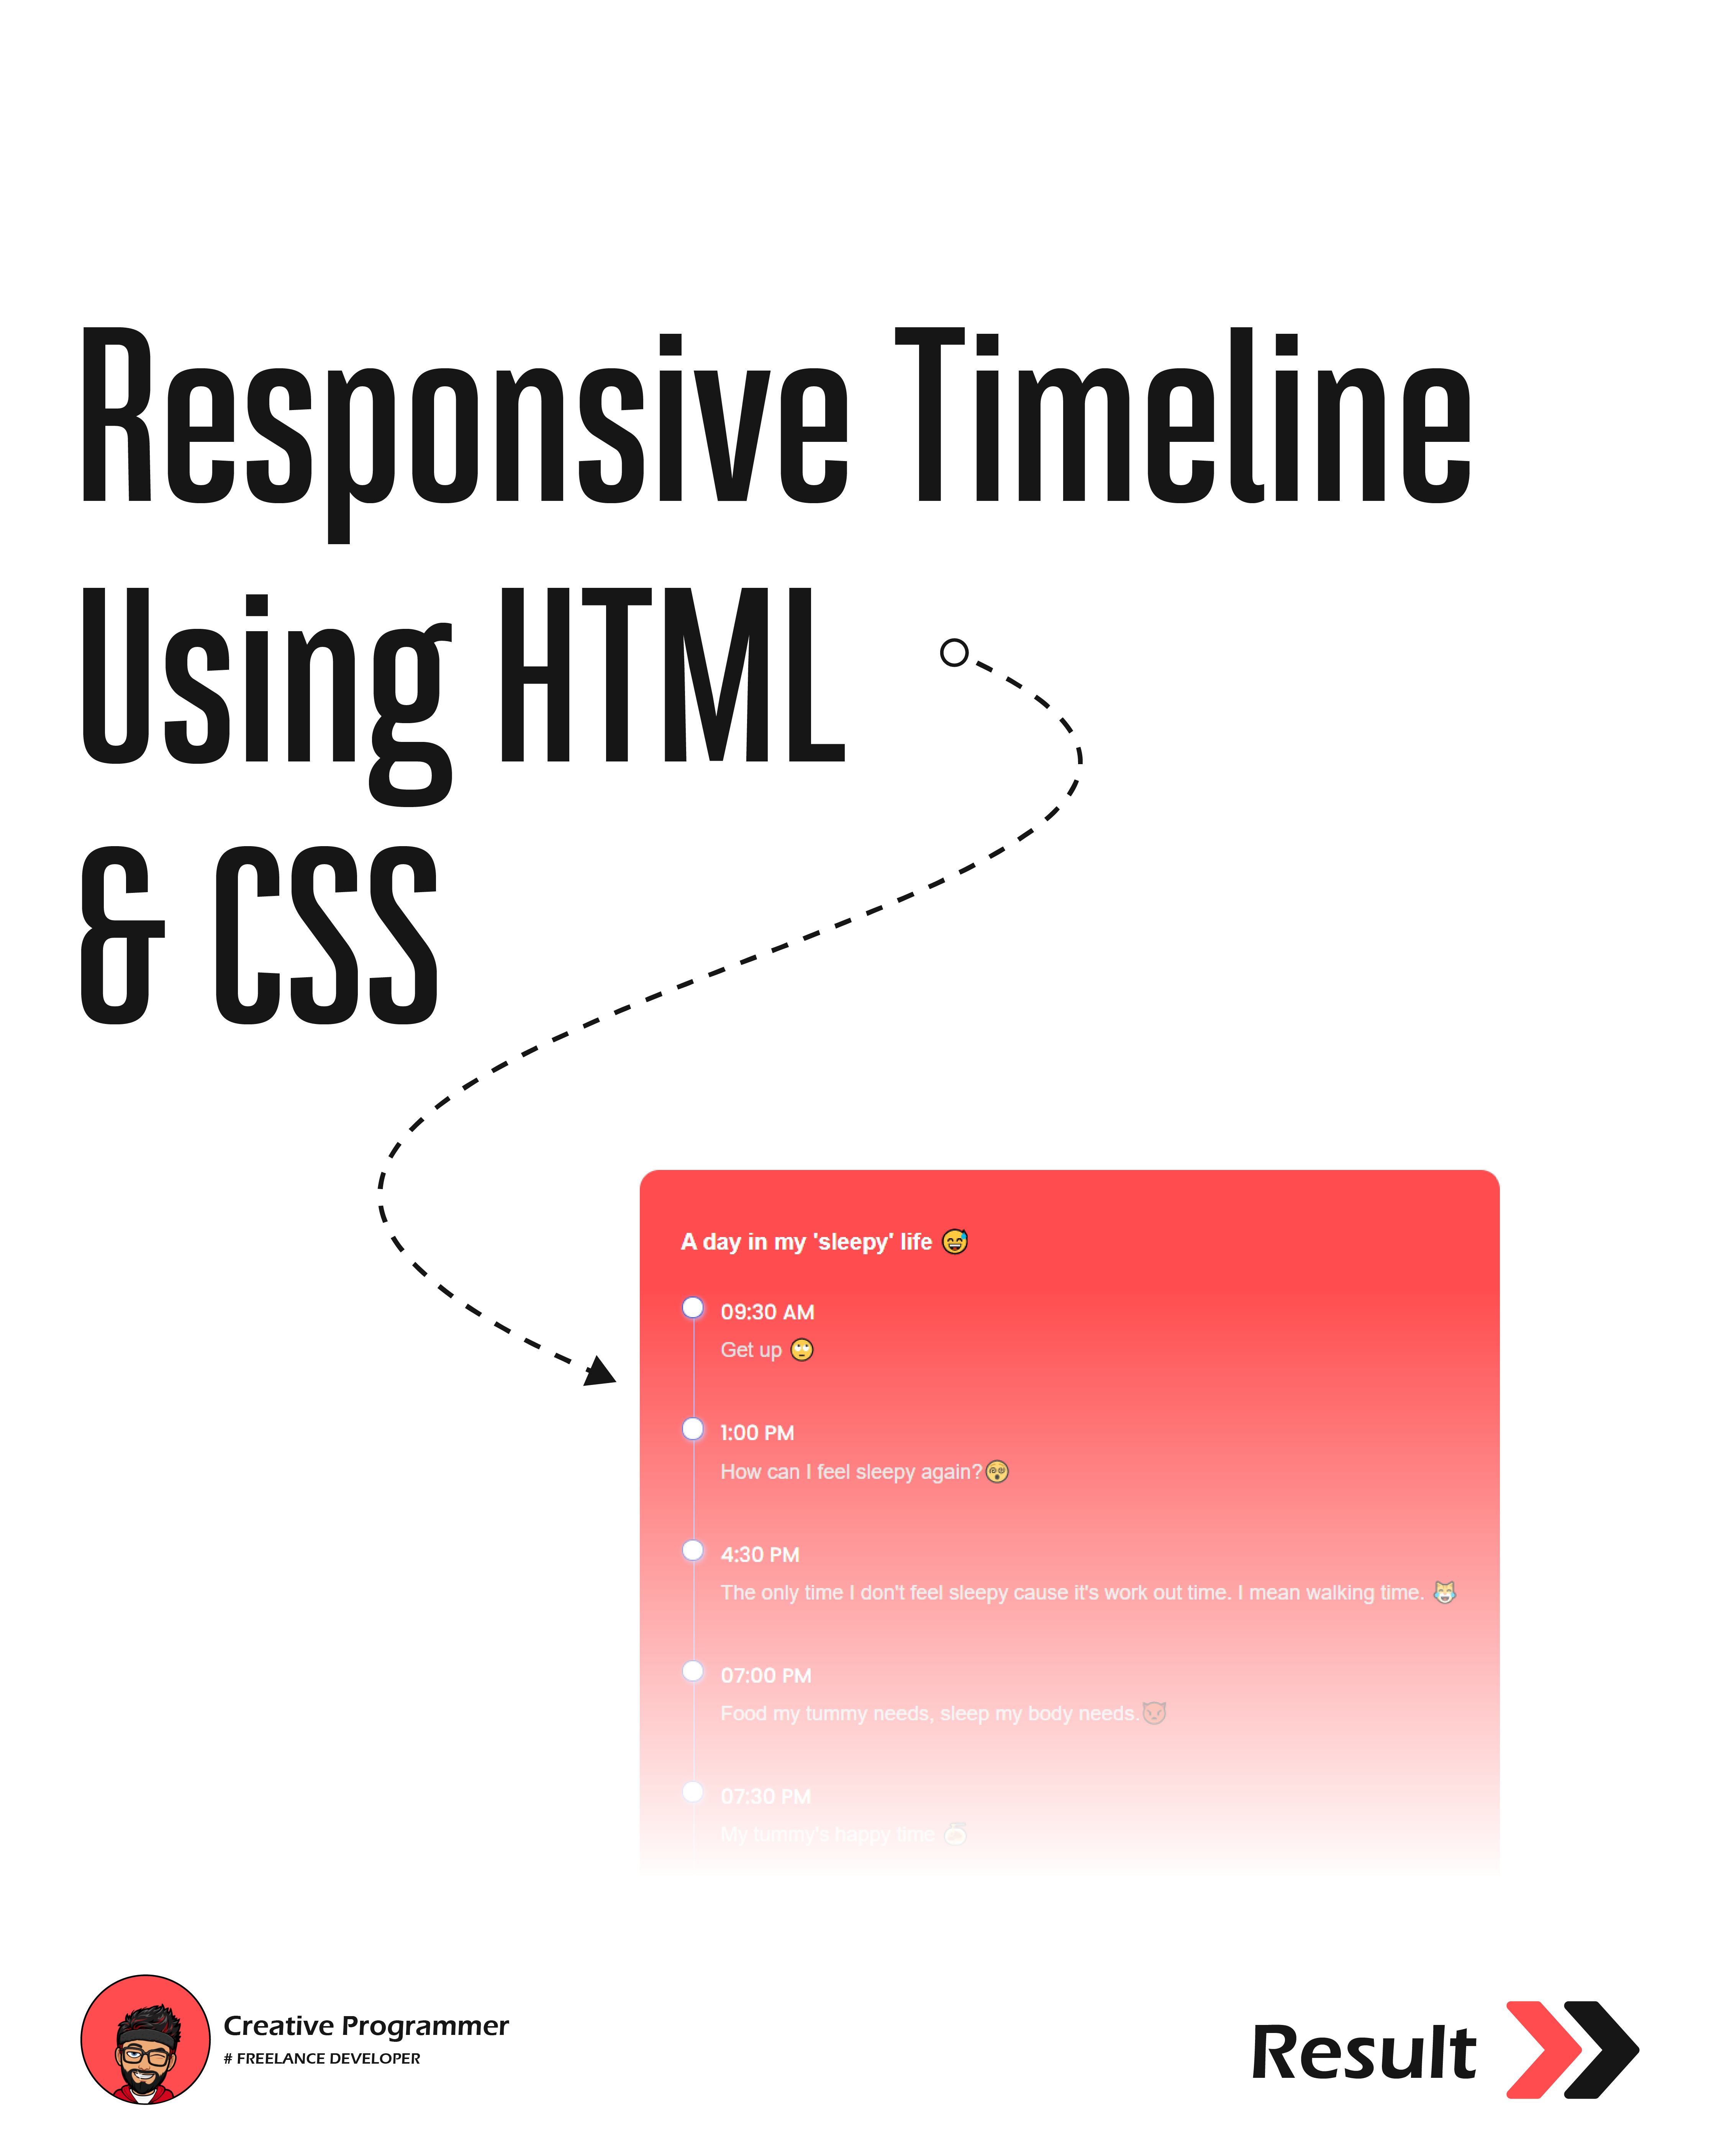 Responsive Timeline
Using HTML
& CSS
A day in my 'sleepy' life 😅
09:30 AM
Get up 🙄
1:00 PM
How can I feel sleepy again?😵‍💫
4:30 PM
The only time I don't feel sleepy cause it's work out time. I mean walking time. 😹
07:00 PM
Food my tummy needs, sleep my body needs.👿
07:30 PM
My tummy's happy time
Creative Programmer
# FREELANCE DEVELOPER
Result